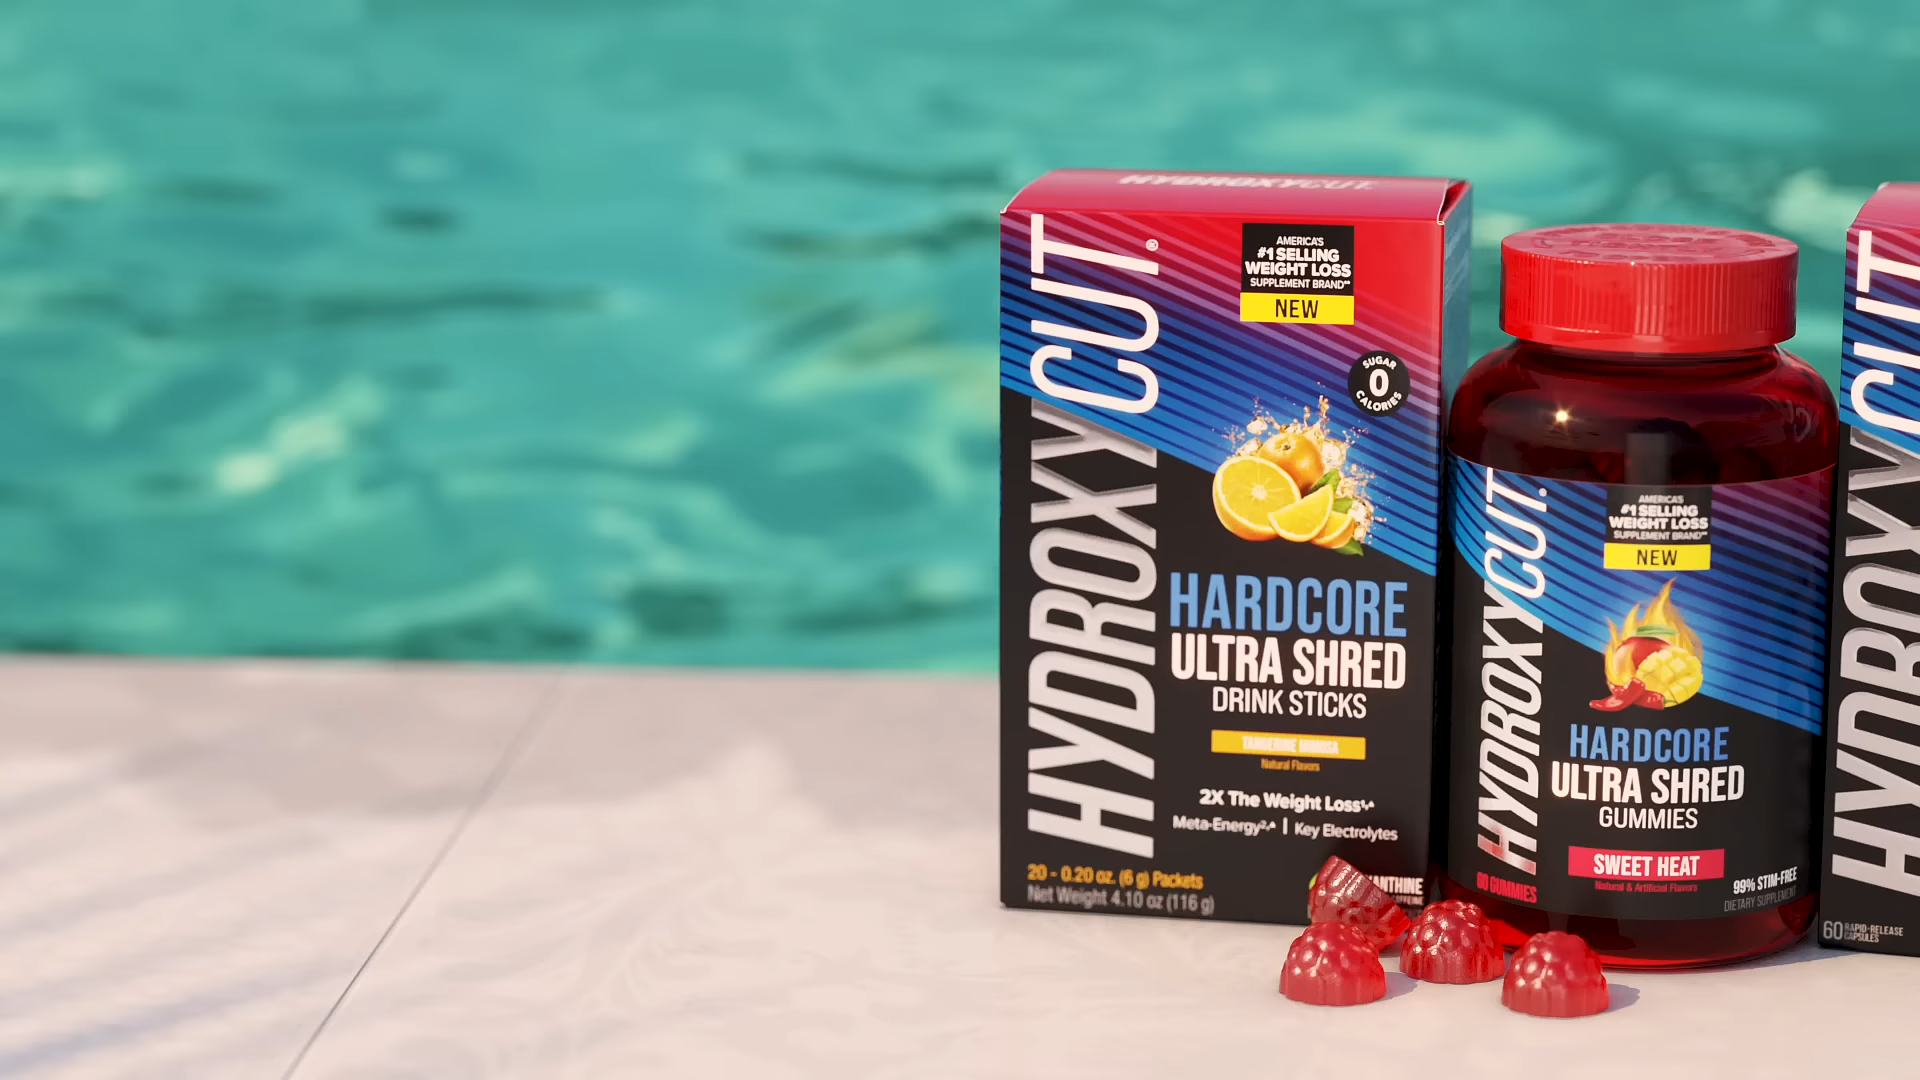 HYDROXYCUT
HYDROXYCUT®
AMERICA'S
#1 SELLING
WEIGHT LOSS
SUPPLEMENT BRAND**
NEW
SUGAR
0
CALORIES
HARDCORE
ULTRA SHRED
DRINK STICKS
TANGERINE MIMOSA
Natural Flavors
2X The Weight Loss
Meta-Energy | Key Electrolytes
20 - 0.20 oz. (6 g) Packets
Net Weight 4.10 oz (116 g)
HYDROXYCUT
AMERICA'S
#1 SELLING
WEIGHT LOSS
SUPPLEMENT BRAND**
NEW
HARDCORE
ULTRA SHRED
GUMMIES
SWEET HEAT
Natural & Artificial Flavors
60 GUMMIES
99% STIM-FREE
DIETARY SUPPLEMENT
HYDROXYCUT
60 RAPID-RELEASE
CAPSULES